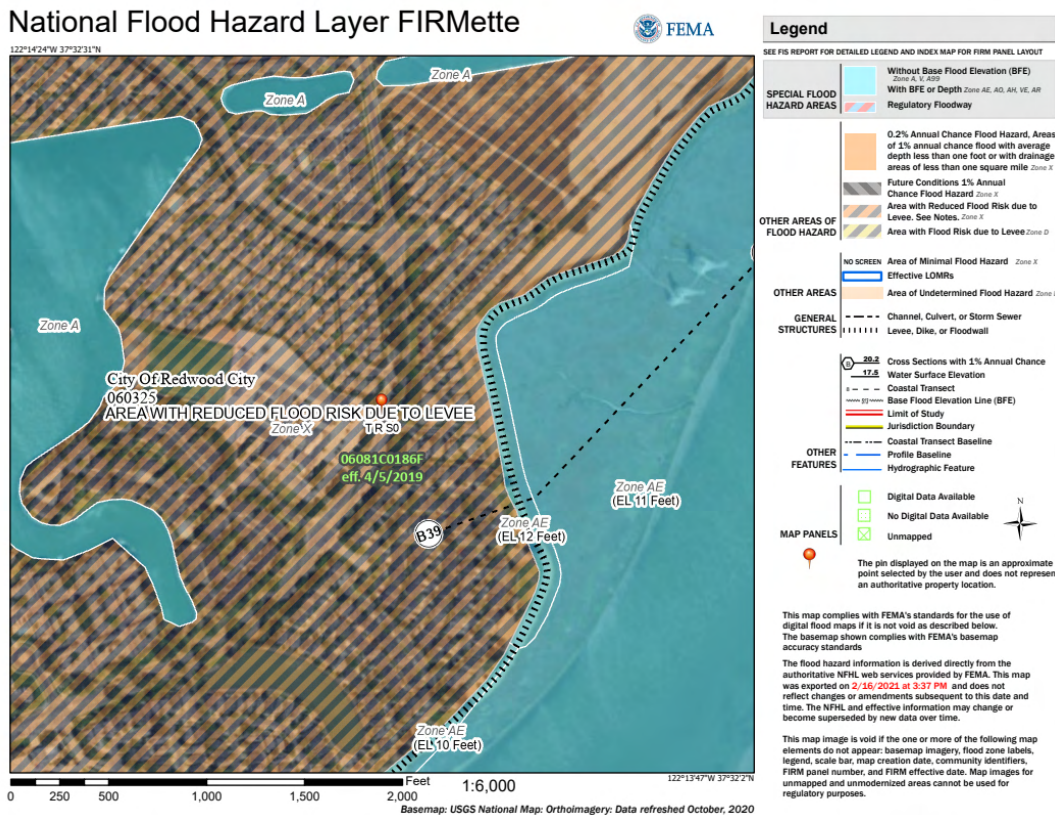 National Flood Hazard Layer FIRMette
FEMA
122°14'24"W 37°32'31"N
Zone A
Zone A
Zone A
City Of Redwood City
060325
AREA WITH REDUCED FLOOD RISK DUE TO LEVEE
Zone X
T R S0
06081C0186F
eff. 4/5/2019
B39
Zone AE
(EL 12 Feet)
Zone AE
(EL 11 Feet)
Zone AE
(EL 10 Feet)
122°13'47"W 37°32'2"N
Feet
1:6,000
0 250 500 1,000 1,500 2,000
Basemap: USGS National Map: Orthoimagery: Data refreshed October, 2020
Legend
SEE FIS REPORT FOR DETAILED LEGEND AND INDEX MAP FOR FIRM PANEL LAYOUT
SPECIAL FLOOD
HAZARD AREAS
Without Base Flood Elevation (BFE)
Zone A, V, A99
With BFE or Depth Zone AE, AO, AH, VE, AR
Regulatory Floodway
0.2% Annual Chance Flood Hazard, Areas
of 1% annual chance flood with average
depth less than one foot or with drainage
areas of less than one square mile Zone X
Future Conditions 1% Annual
Chance Flood Hazard Zone X
Area with Reduced Flood Risk due to
Levee. See Notes. Zone X
Area with Flood Risk due to Levee Zone D
OTHER AREAS OF
FLOOD HAZARD
NO SCREEN Area of Minimal Flood Hazard Zone X
Effective LOMRs
OTHER AREAS
Area of Undetermined Flood Hazard Zone
GENERAL
STRUCTURES
Channel, Culvert, or Storm Sewer
Levee, Dike, or Floodwall
B 20.2 Cross Sections with 1% Annual Chance
17.5 Water Surface Elevation
8 Coastal Transect
513 Base Flood Elevation Line (BFE)
Limit of Study
Jurisdiction Boundary
Coastal Transect Baseline
OTHER
FEATURES
Profile Baseline
Hydrographic Feature
Digital Data Available
No Digital Data Available
Unmapped
MAP PANELS
N
The pin displayed on the map is an approximate
point selected by the user and does not represen
an authoritative property location.
This map complies with FEMA's standards for the use of
digital flood maps if it is not void as described below.
The basemap shown complies with FEMA's basemap
accuracy standards
The flood hazard information is derived directly from the
authoritative NFHL web services provided by FEMA. This map
was exported on 2/16/2021 at 3:37 PM and does not
reflect changes or amendments subsequent to this date and
time. The NFHL and effective information may change or
become superseded by new data over time.
This map image is void if the one or more of the following map
elements do not appear: basemap imagery, flood zone labels,
legend, scale bar, map creation date, community identifiers,
FIRM panel number, and FIRM effective date. Map images for
unmapped and unmodernized areas cannot be used for
regulatory purposes.